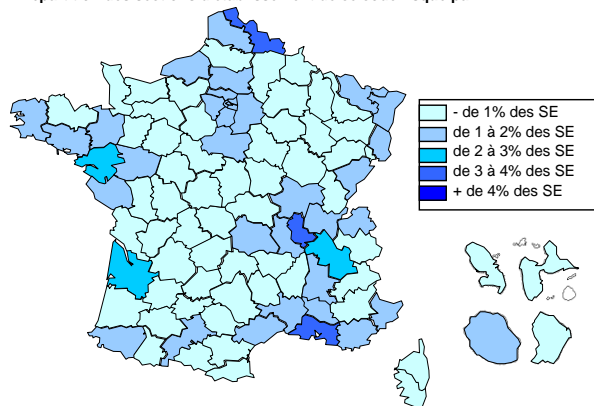 - de 1% des SE
de 1 à 2% des SE
de 2 à 3% des SE
de 3 à 4% des SE
+ de 4% des SE